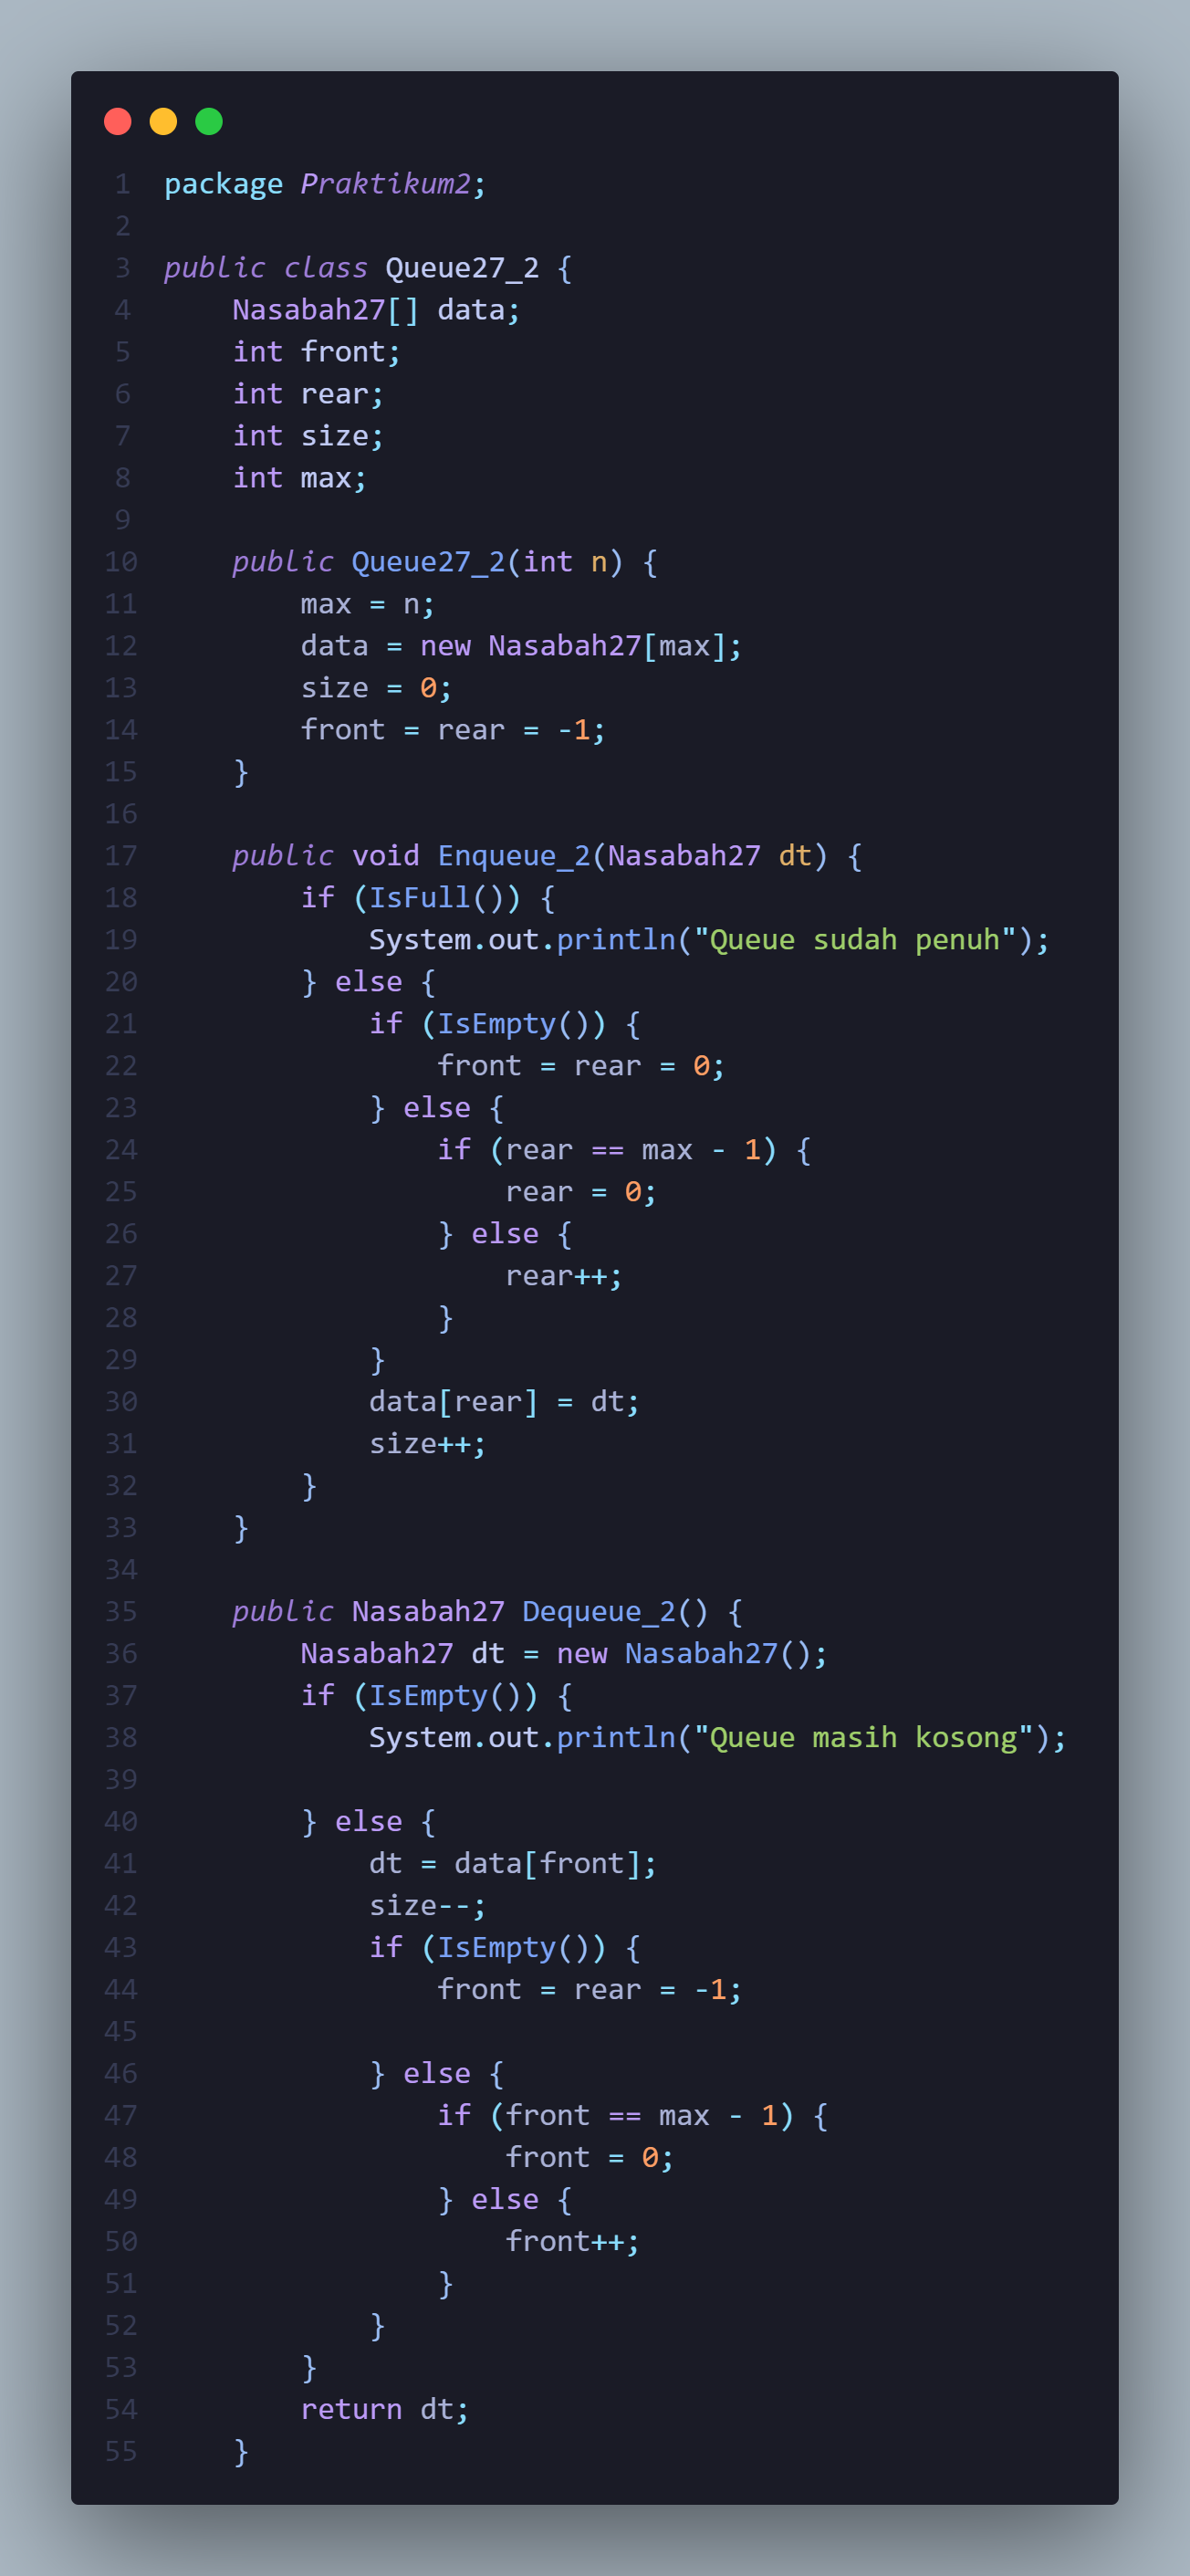 1 package Praktikum2;
2
3 public class Queue27_2 {
4     Nasabah27[] data;
5     int front;
6     int rear;
7     int size;
8     int max;
9
10     public Queue27_2(int n) {
11         max = n;
12         data = new Nasabah27[max];
13         size = 0;
14         front = rear = -1;
15     }
16
17     public void Enqueue_2(Nasabah27 dt) {
18         if (IsFull()) {
19             System.out.println("Queue sudah penuh");
20         } else {
21             if (IsEmpty()) {
22                 front = rear = 0;
23             } else {
24                 if (rear == max - 1) {
25                     rear = 0;
26                 } else {
27                     rear++;
28                 }
29             }
30             data[rear] = dt;
31             size++;
32         }
33     }
34
35     public Nasabah27 Dequeue_2() {
36         Nasabah27 dt = new Nasabah27();
37         if (IsEmpty()) {
38             System.out.println("Queue masih kosong");
39
40         } else {
41             dt = data[front];
42             size--;
43             if (IsEmpty()) {
44                 front = rear = -1;
45
46             } else {
47                 if (front == max - 1) {
48                     front = 0;
49                 } else {
50                     front++;
51                 }
52             }
53         }
54         return dt;
55     }